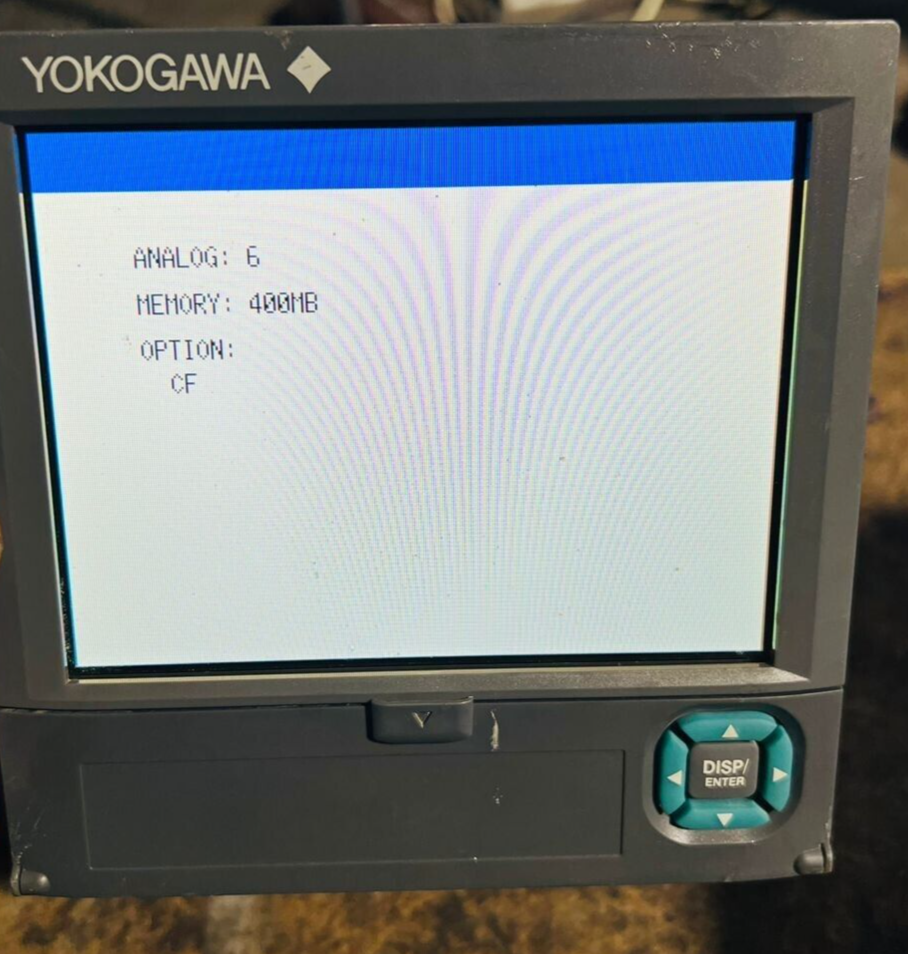 YOKOGAWA
ANALOG: 6
MEMORY: 400MB
OPTION:
CF
DISP/
ENTER